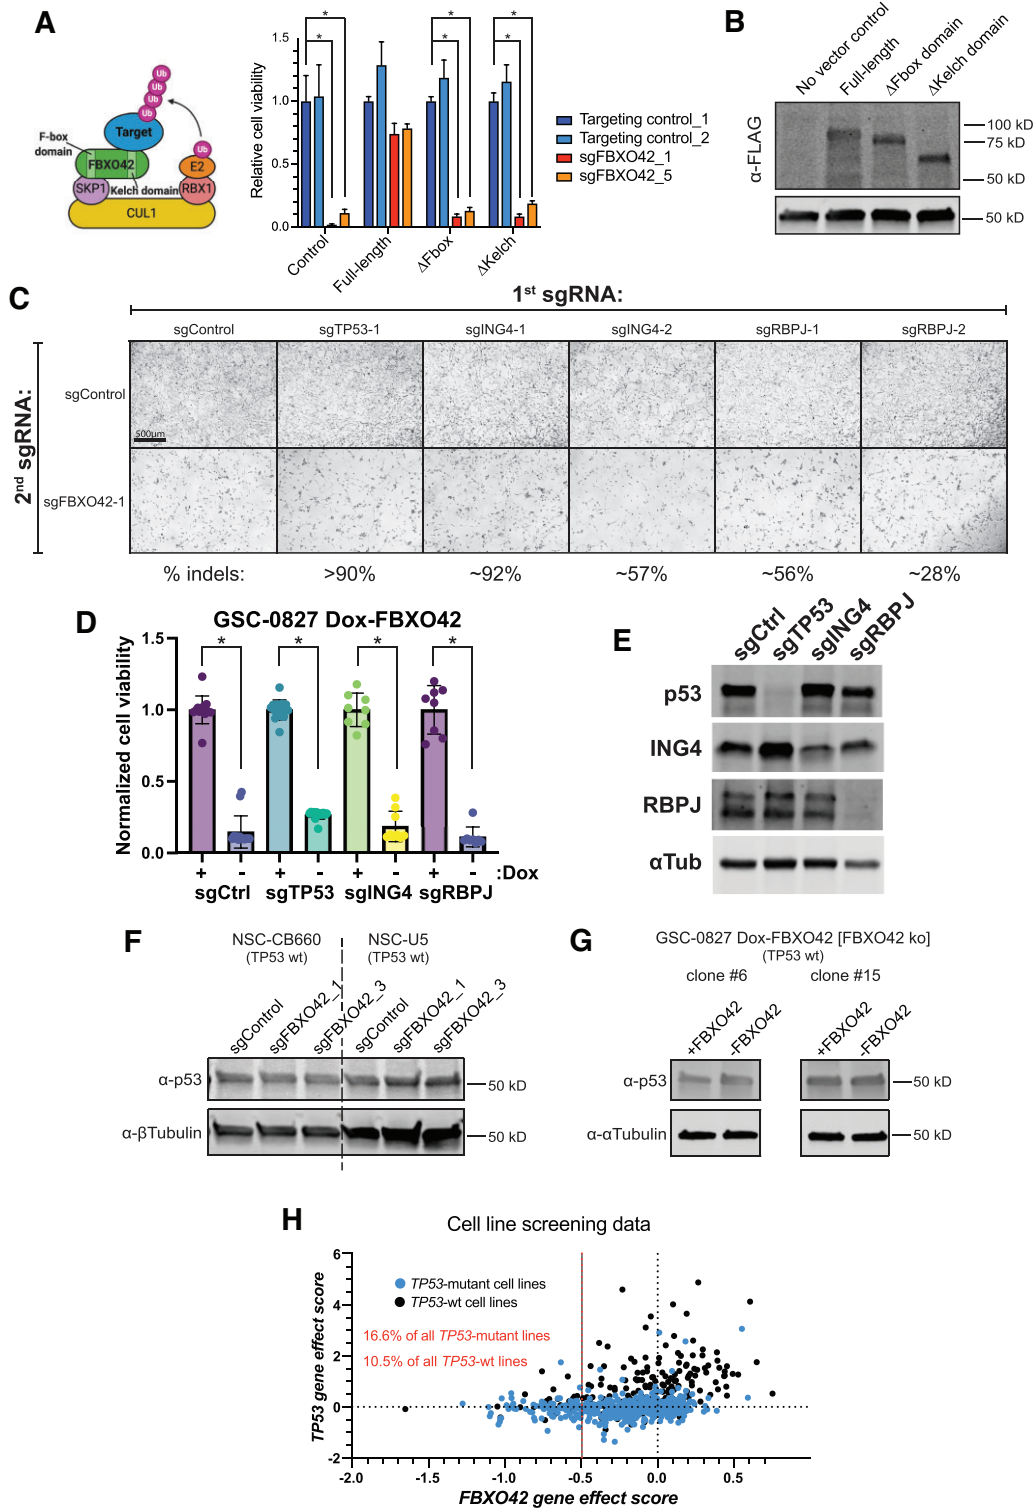 A
Ub
Ub
Ub
Ub
Target
Ub
F-box
domain
FBXO42
E2
SKP1
Kelch domain
RBX1
CUL1
Relative cell viability
1.5
1.0
0.5
0.0
*
*
*
*
*
*
Control
Full-length
ΔFbox
ΔKelch
Targeting control_1
Targeting control_2
sgFBXO42_1
sgFBXO42_5
B
No vector control
Full-length
ΔFbox domain
ΔKelch domain
α-FLAG
100 kD
75 kD
50 kD
50 kD
C
1st sgRNA:
sgControl
sgTP53-1
sgING4-1
sgING4-2
sgRBPJ-1
sgRBPJ-2
2nd sgRNA:
sgControl
500μm
sgFBXO42-1
% indels:
>90%
~92%
~57%
~56%
~28%
D
GSC-0827 Dox-FBXO42
Normalized cell viability
1.5
1.0
0.5
0.0
*
*
*
*
+ - + - + - + - :Dox
sgCtrl sgTP53 sgING4 sgRBPJ
E
sgCtrl
sgTP53
sgING4
sgRBPJ
p53
ING4
RBPJ
αTub
F
NSC-CB660
(TP53 wt)
NSC-U5
(TP53 wt)
sgControl
sgFBXO42_1
sgFBXO42_3
sgControl
sgFBXO42_1
sgFBXO42_3
α-p53
50 kD
α-βTubulin
50 kD
G
GSC-0827 Dox-FBXO42 [FBXO42 ko]
(TP53 wt)
clone #6
clone #15
+FBXO42
-FBXO42
+FBXO42
-FBXO42
α-p53
50 kD
α-αTubulin
50 kD
H
Cell line screening data
TP53 gene effect score
6
4
2
0
-2
TP53-mutant cell lines
TP53-wt cell lines
16.6% of all TP53-mutant lines
10.5% of all TP53-wt lines
-2.0
-1.5
-1.0
-0.5
0.0
0.5
FBXO42 gene effect score